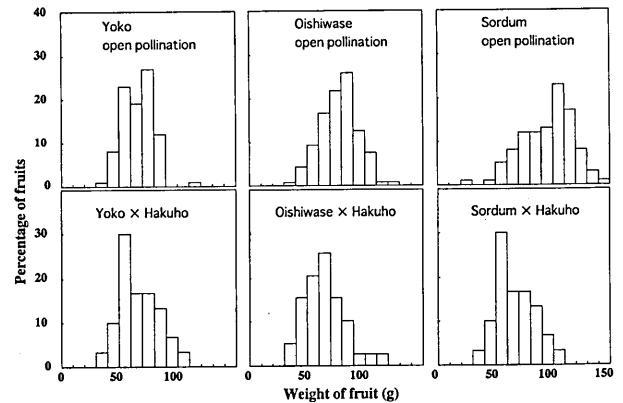 40
30
20
10
0
Yoko
open pollination
Oishiwase
open pollination
Sordum
open pollination
Percentage of fruits
30
20
10
0
Yoko × Hakuho
Oishiwase × Hakuho
Sordum × Hakuho
0 50 100 0 50 100 0 50 100 150
Weight of fruit (g)